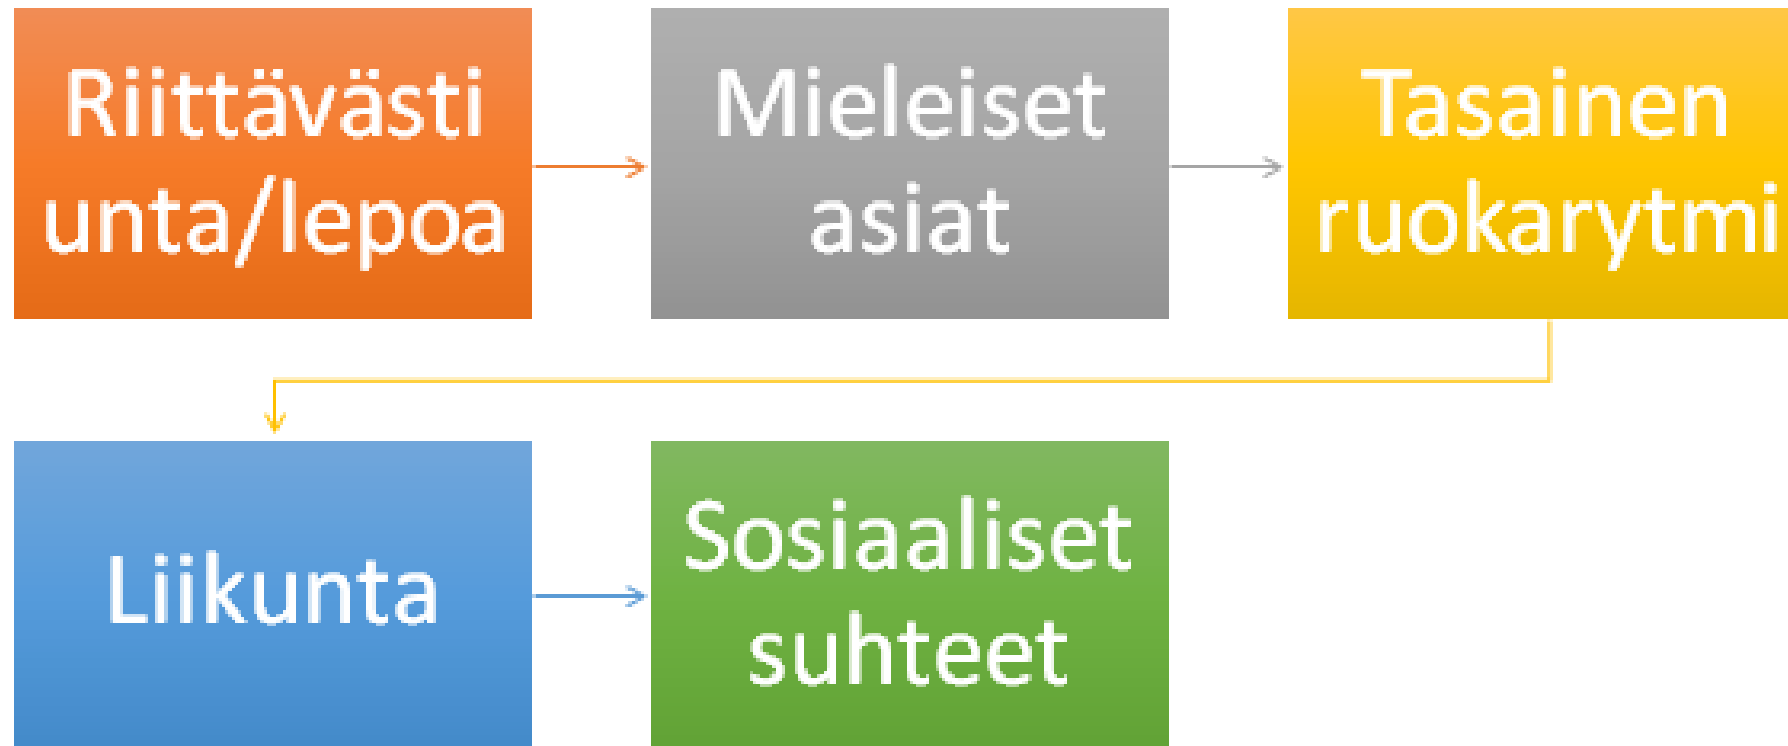 Riittävästi
unta/lepoa
Mieleiset
asiat
Tasainen
ruokarytmi
Liikunta
Sosiaaliset
suhteet